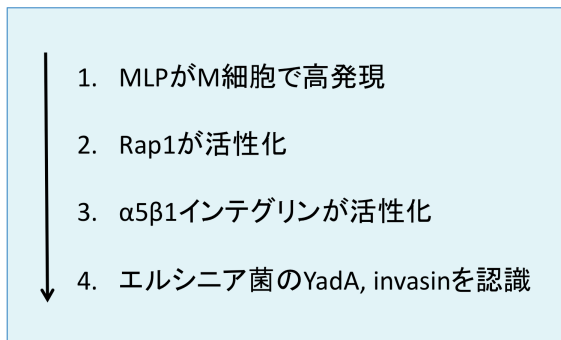 1. MLPがM細胞で高発現
2. Rap1が活性化
3. α5β1インテグリンが活性化
4. エルシニア菌のYadA, invasinを認識